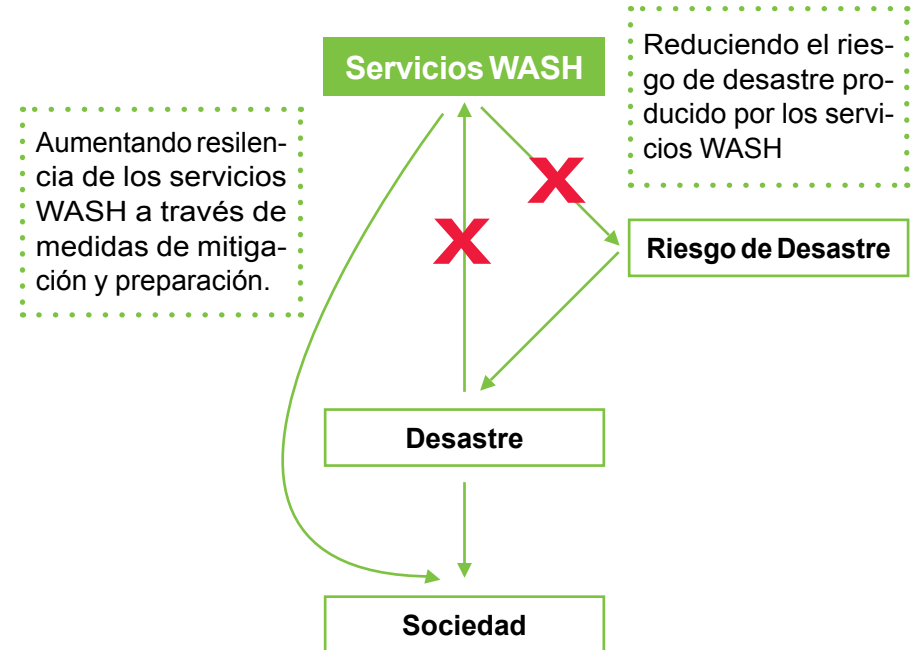 Servicios WASH
Reduciendo el ries-
go de desastre pro-
ducido por los servi-
cios WASH
Aumentando resilen-
cia de los servicios
WASH a través de
medidas de mitiga-
ción y preparación.
X
X
Riesgo de Desastre
Desastre
Sociedad